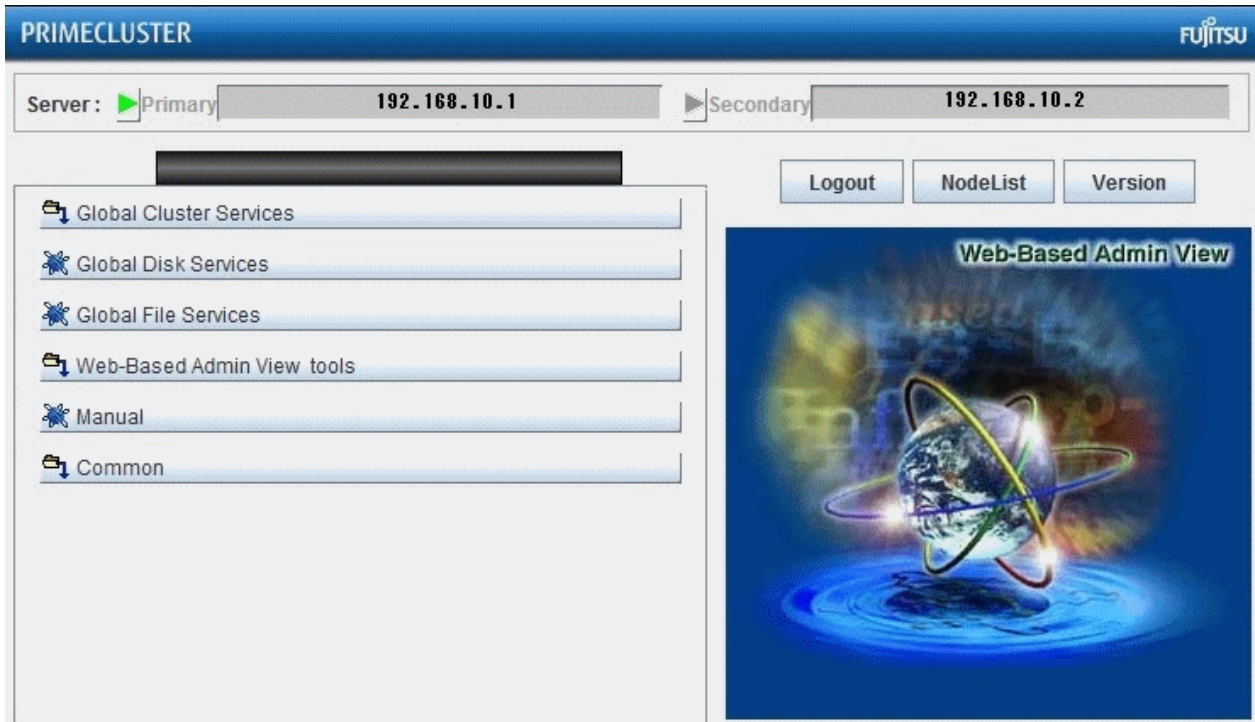 PRIMECLUSTER
FUJITSU
Server : Primary 192.168.10.1 Secondary 192.168.10.2
Logout NodeList Version
Global Cluster Services
Global Disk Services
Global File Services
Web-Based Admin View tools
Manual
Common
Web-Based Admin View